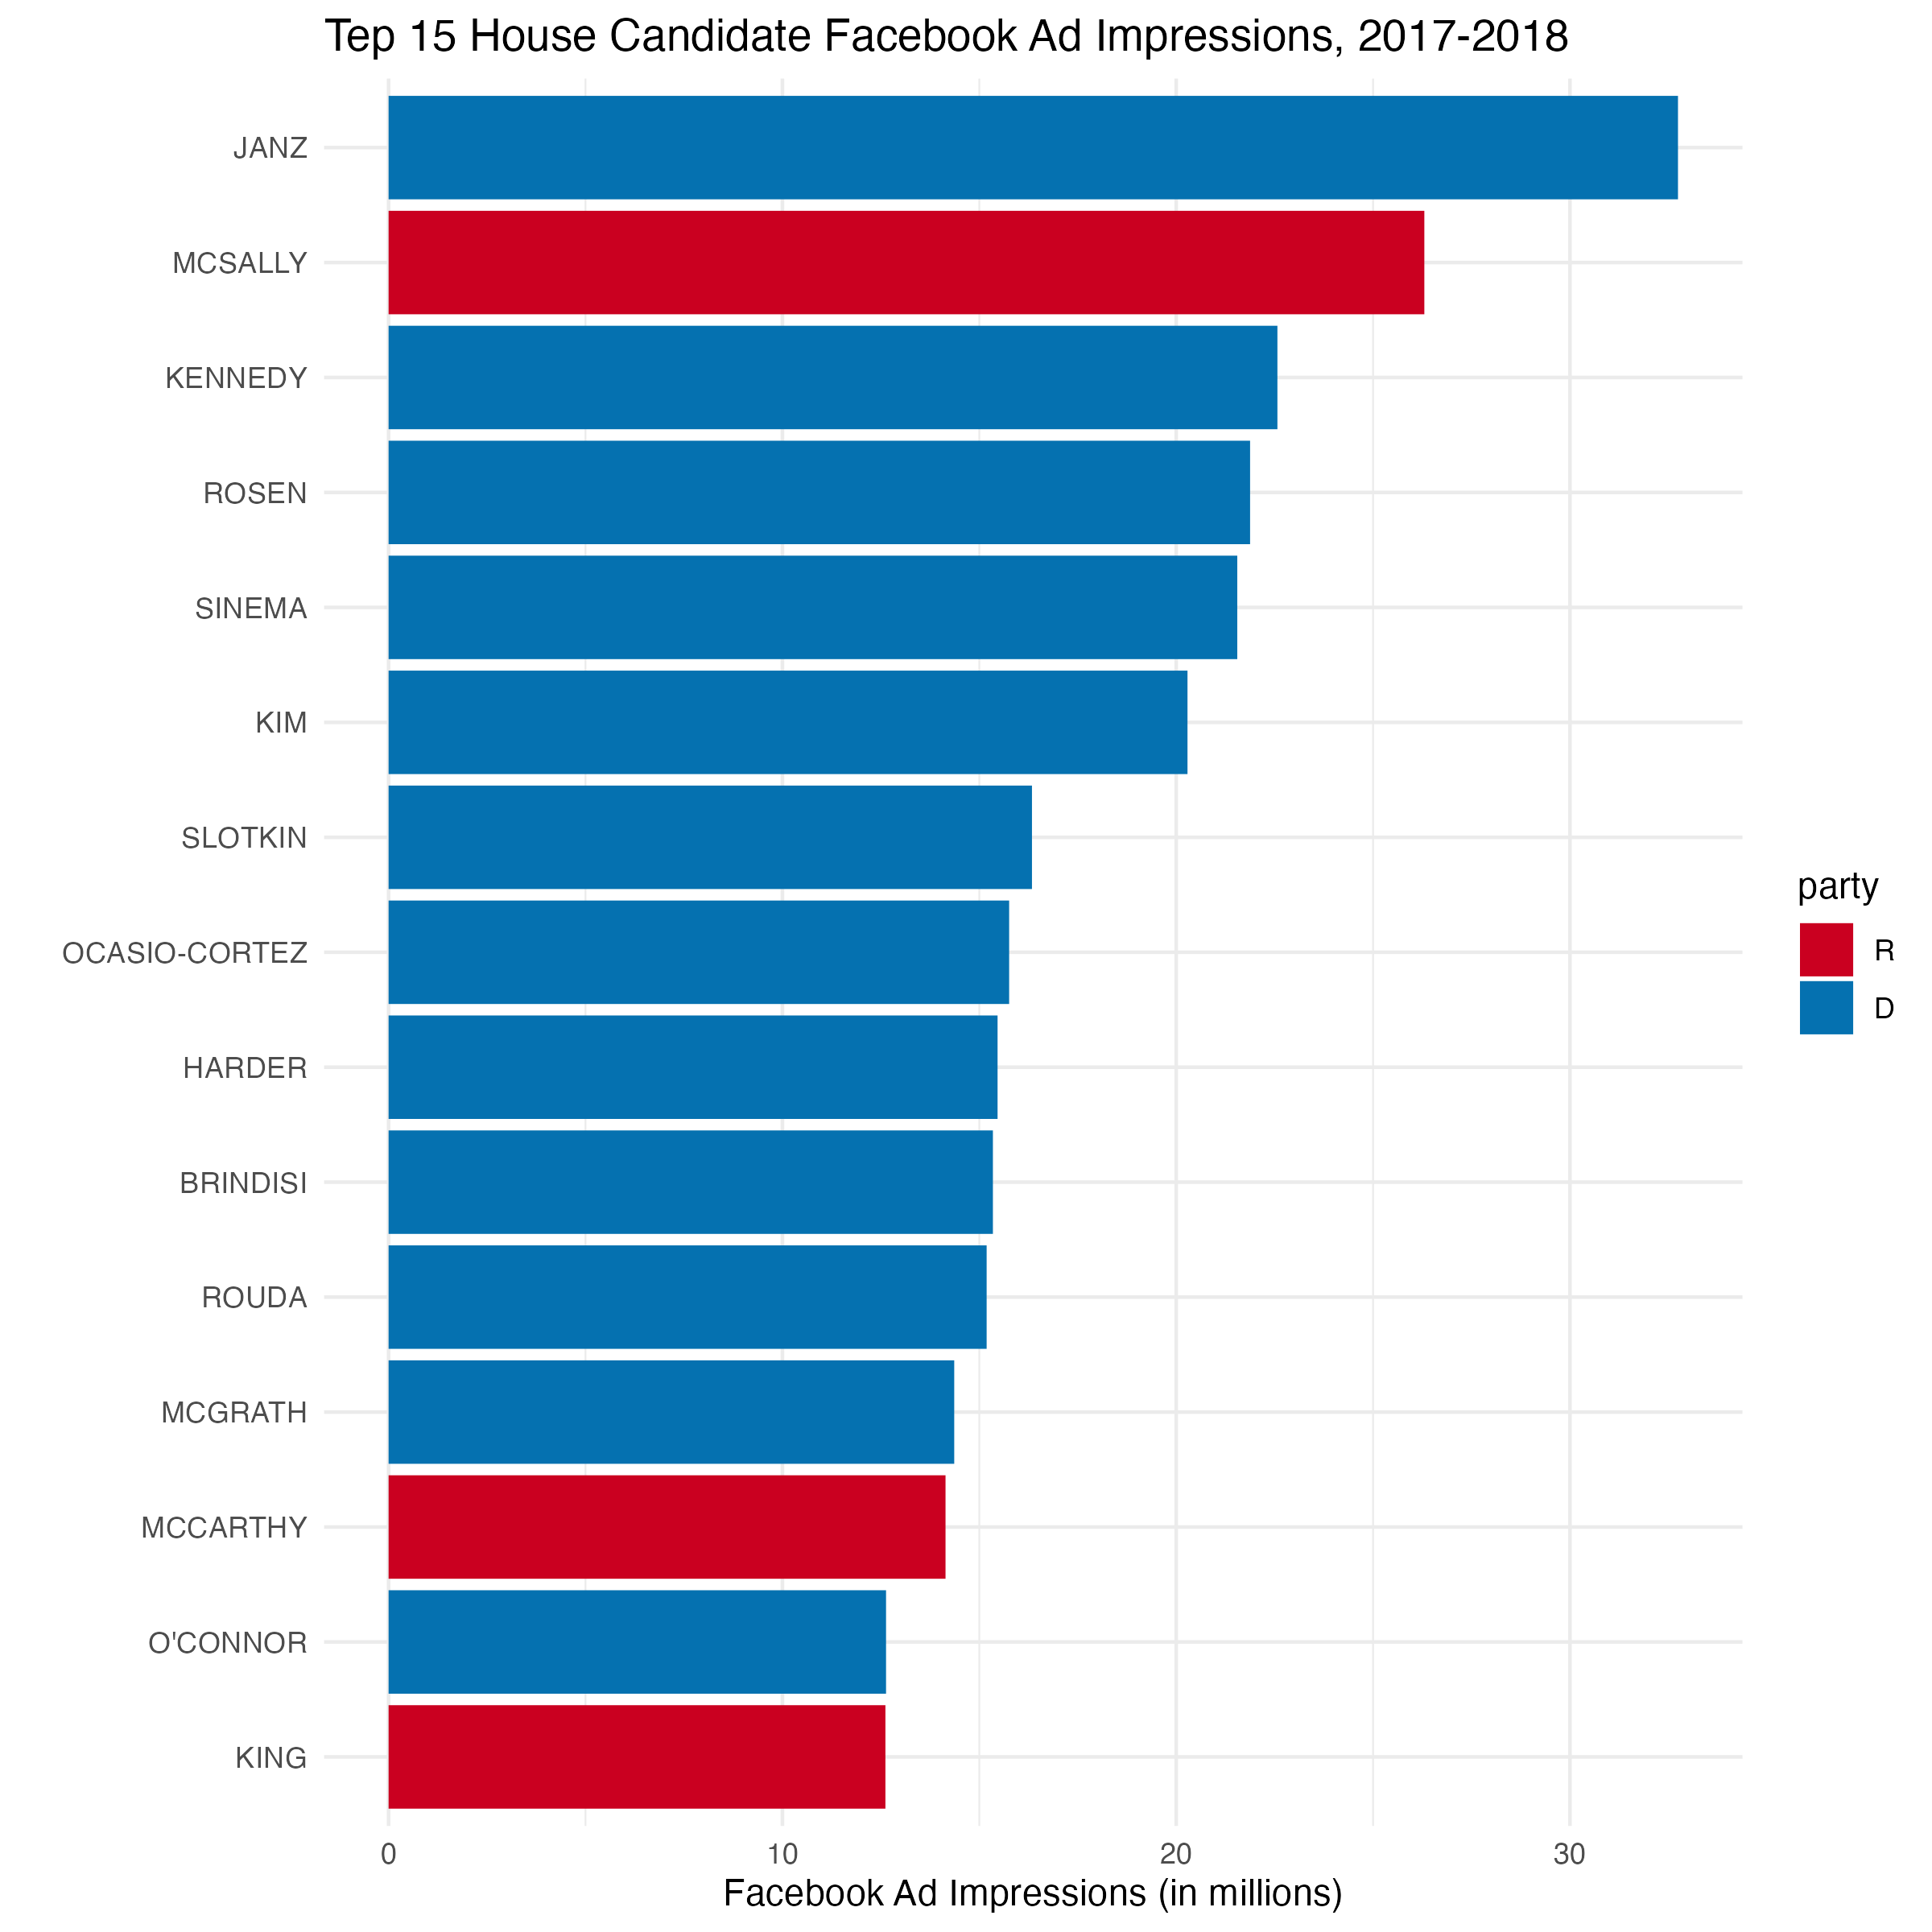 Tep 15 House Candidate Facebook Ad Impressions, 2017-2018
JANZ
MCSALLY
KENNEDY
ROSEN
SINEMA
KIM
SLOTKIN
OCASIO-CORTEZ
HARDER
BRINDISI
ROUDA
MCGRATH
MCCARTHY
O'CONNOR
KING
0 10 20 30
Facebook Ad Impressions (in millions)
party
R
D